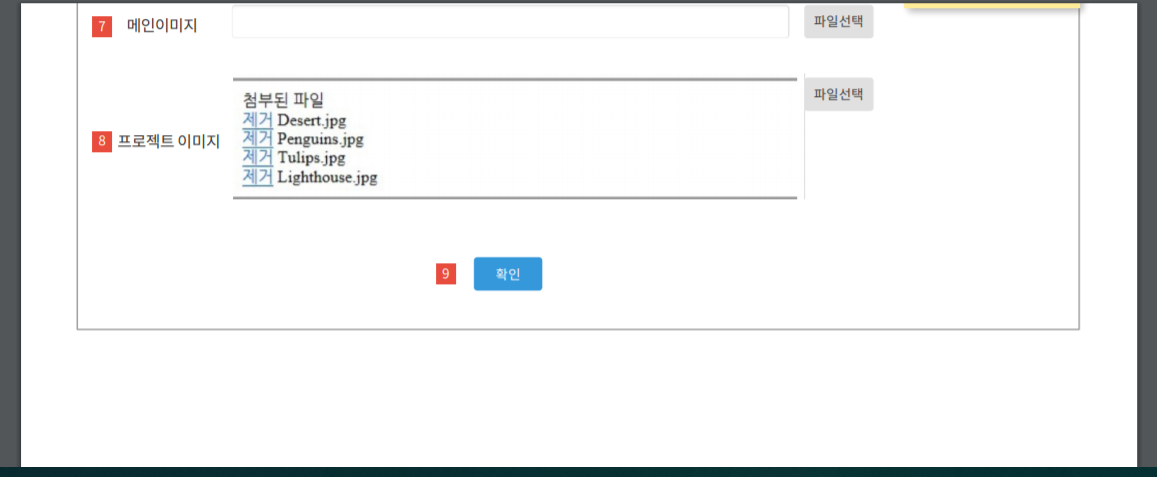 7 메인이미지 파일선택
첨부된 파일 파일선택
제거 Desert.jpg
제거 Penguins.jpg
8 프로젝트 이미지
제거 Tulips.jpg
제거 Lighthouse.jpg
9 확인